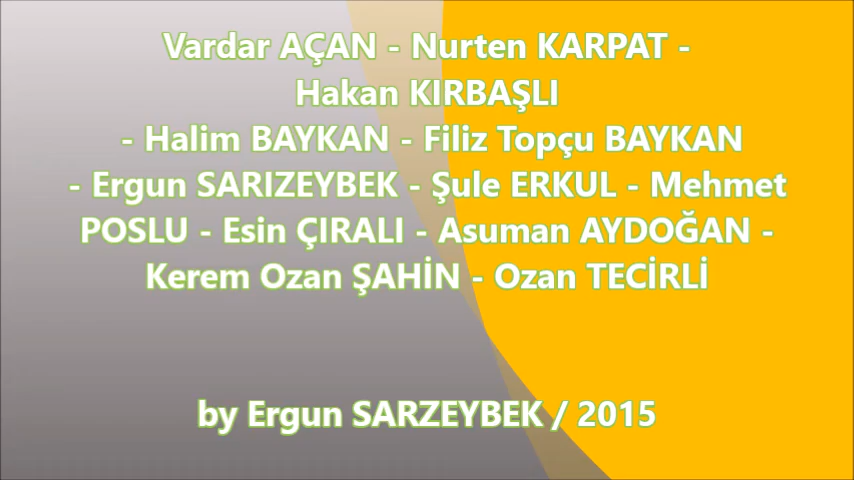 Vardar AÇAN - Nurten KARPAT -
Hakan KIRBAŞLI
- Halim BAYKAN - Filiz Topçu BAYKAN
- Ergun SARIZEYBEK - Şule ERKUL - Mehmet
POSLU - Esin ÇIRALI - Asuman AYDOĞAN -
Kerem Ozan ŞAHİN - Ozan TECİRLİ
by Ergun SARZEYBEK / 2015